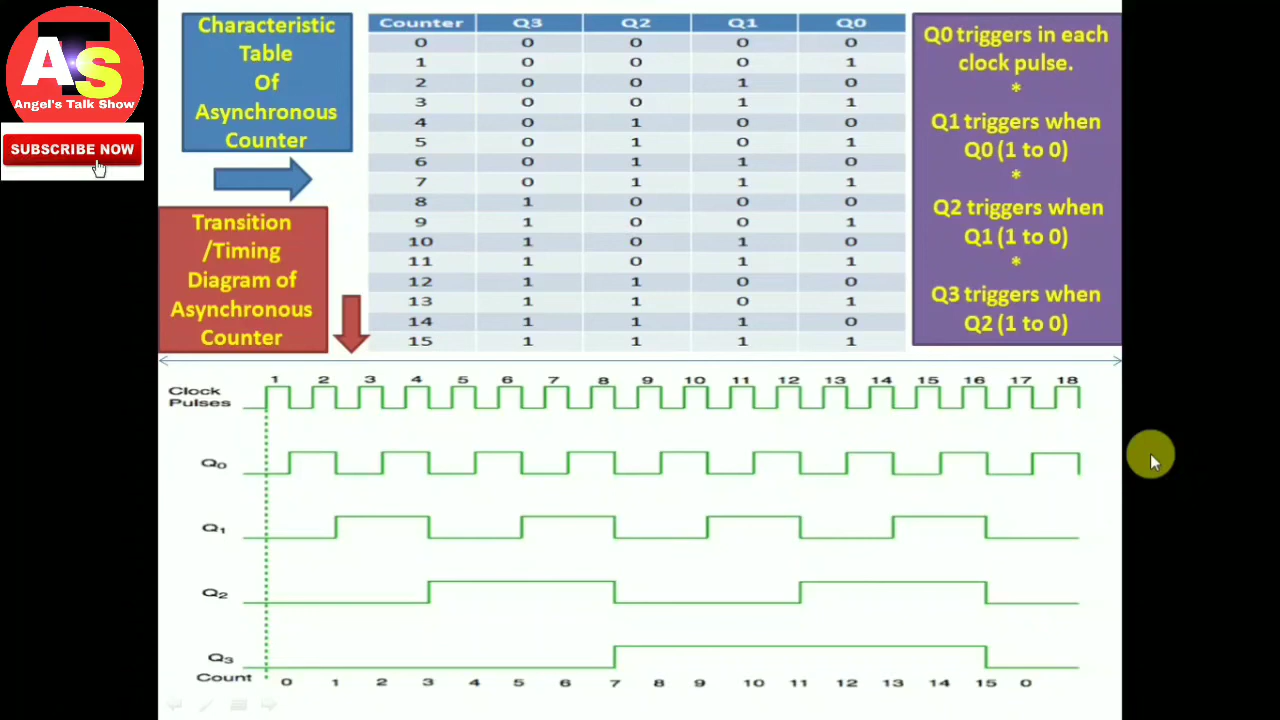 AS
Angel's Talk Show
SUBSCRIBE NOW
Characteristic
Table
Of
Asynchronous
Counter
Transition
/Timing
Diagram of
Asynchronous
Counter
Counter Q3 Q2 Q1 Q0
0 0 0 0 0
1 0 0 0 1
2 0 0 1 0
3 0 0 1 1
4 0 1 0 0
5 0 1 0 1
6 0 1 1 0
7 0 1 1 1
8 1 0 0 0
9 1 0 0 1
10 1 0 1 0
11 1 0 1 1
12 1 1 0 0
13 1 1 0 1
14 1 1 1 0
15 1 1 1 1
Q0 triggers in each
clock pulse.
*
Q1 triggers when
Q0 (1 to 0)
*
Q2 triggers when
Q1 (1 to 0)
*
Q3 triggers when
Q2 (1 to 0)
1 2 3 4 5 6 7 8 9 10 11 12 13 14 15 16 17 18
Clock
Pulses
Q0
Q1
Q2
Q3
Count 0 1 2 3 4 5 6 7 8 9 10 11 12 13 14 15 0